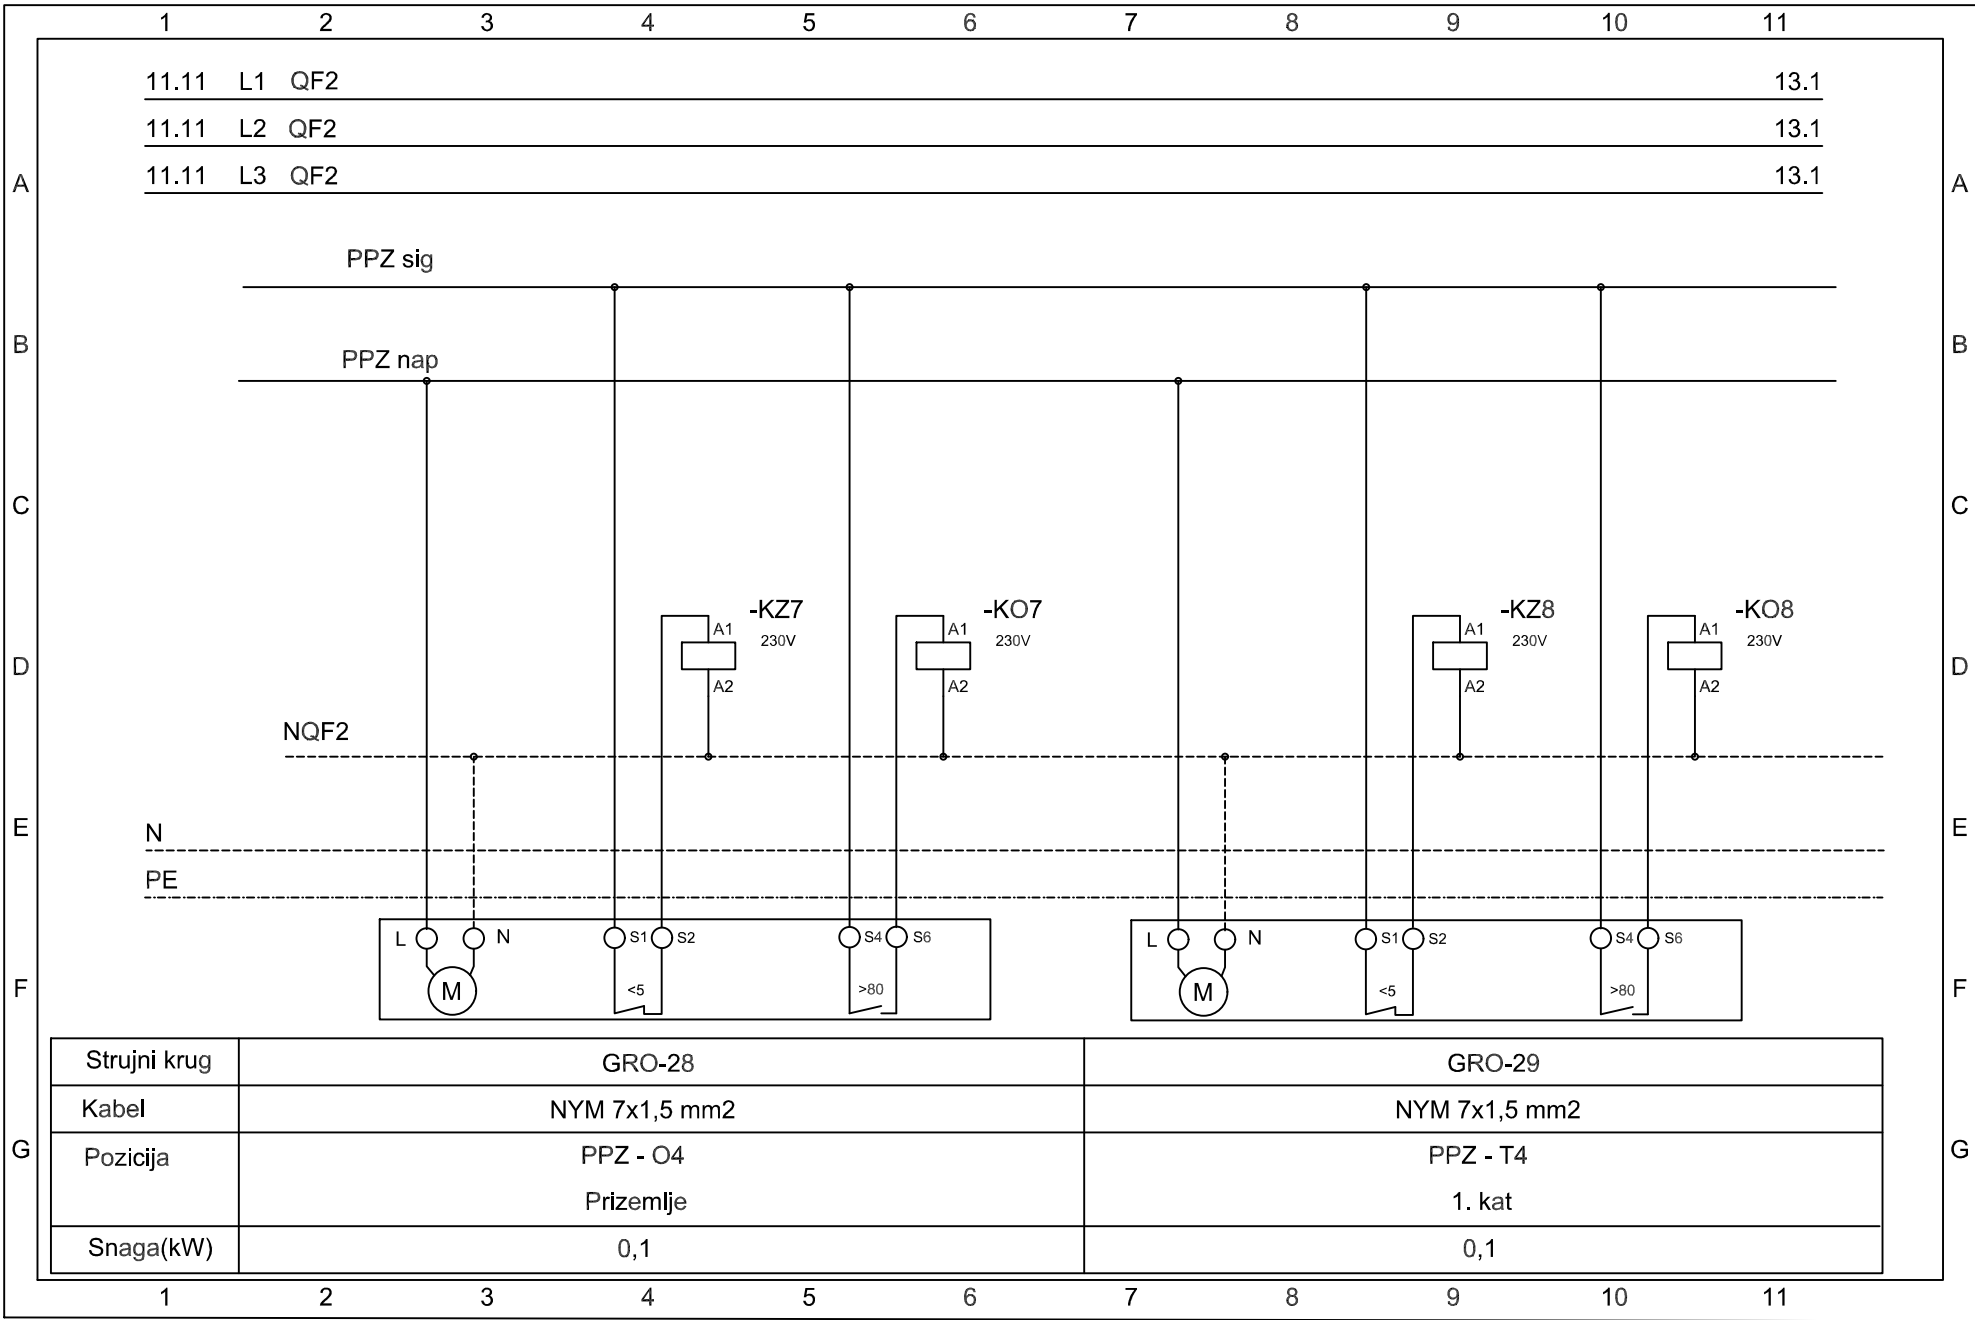 1 2 3 4 5 6 7 8 9 10 11
11.11 L1 QF2 13.1
11.11 L2 QF2 13.1
11.11 L3 QF2 13.1
A A
PPZ sig
B B
PPZ nap
C C
-KZ7 -KO7 -KZ8 -KO8
A1 230V A1 230V A1 230V A1 230V
D D
A2 A2 A2 A2
NQF2
E E
N
PE
L N S1 S2 S4 S6 L N S1 S2 S4 S6
F M <5 >80 M <5 >80 F
Strujni krug GRO-28 GRO-29
Kabel NYM 7x1,5 mm2 NYM 7x1,5 mm2
G G
Pozicija PPZ - O4 PPZ - T4
Prizemlje 1. kat
Snaga(kW) 0,1 0,1
1 2 3 4 5 6 7 8 9 10 11